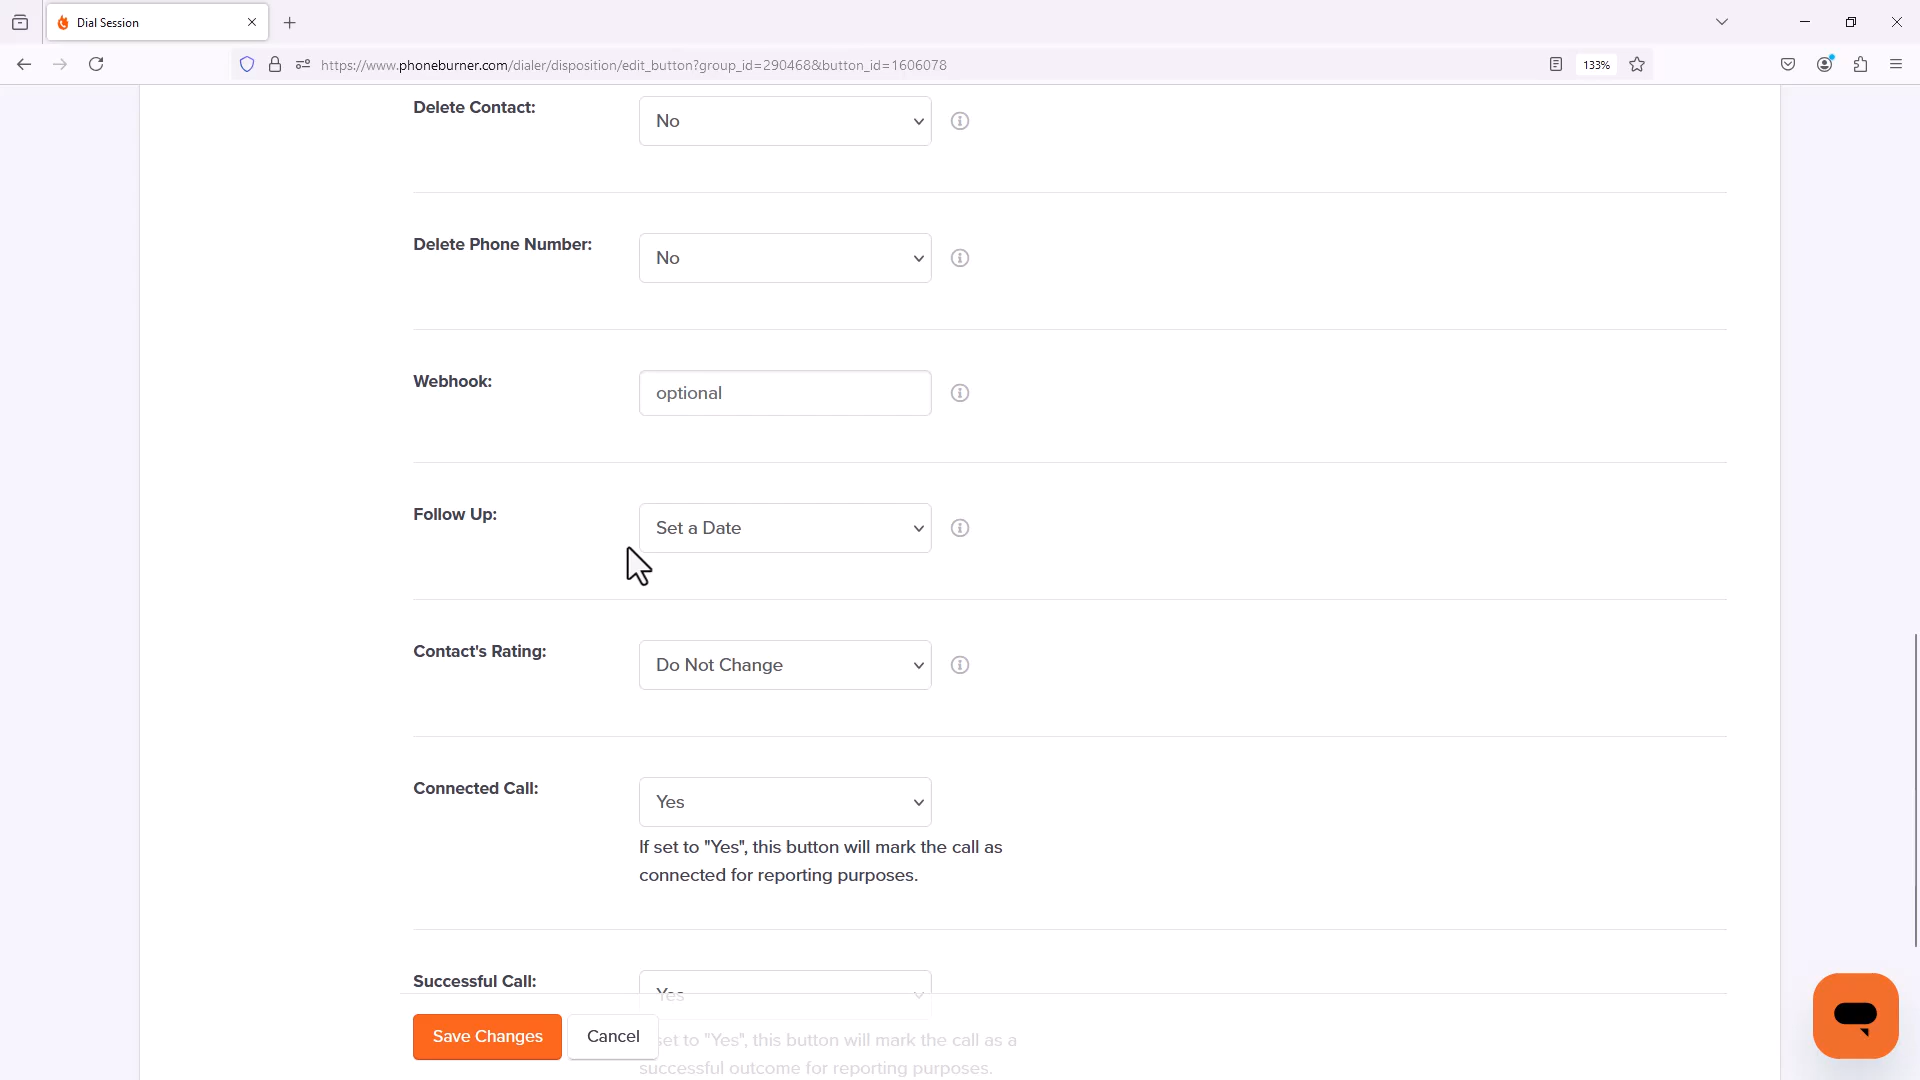 Dial Session
https://www.phoneburner.com/dialer/disposition/edit_button?group_id=290468&button_id=1606078
133%
Delete Contact:
No
Delete Phone Number:
No
Webhook:
optional
Follow Up:
Set a Date
Contact's Rating:
Do Not Change
Connected Call:
Yes
If set to "Yes", this button will mark the call as
connected for reporting purposes.
Successful Call:
Yes
Save Changes
Cancel
set to "Yes", this button will mark the call as a
successful outcome for reporting purposes.